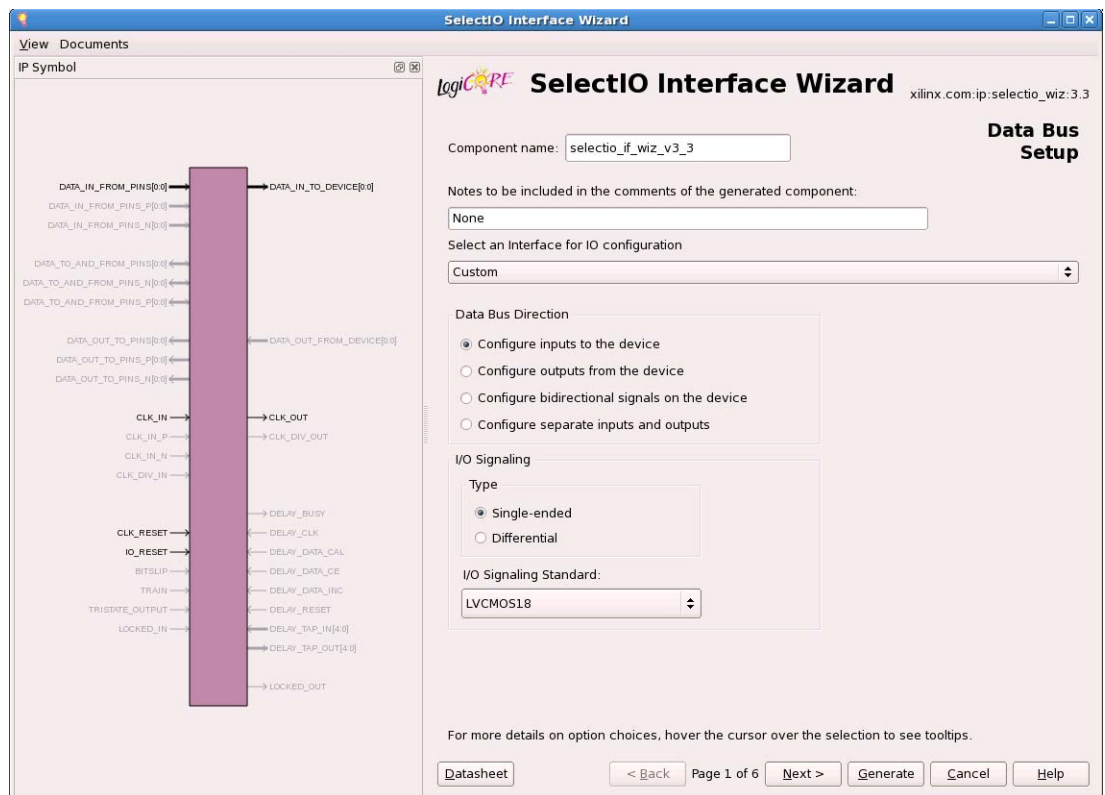 SelectIO Interface Wizard
View Documents
IP Symbol
DATA_IN_FROM_PINS[0:0]
DATA_IN_TO_DEVICE[0:0]
DATA_IN_FROM_PINS_P[0:0]
DATA_IN_FROM_PINS_N[0:0]
DATA_TO_AND_FROM_PINS[0:0]
DATA_TO_AND_FROM_PINS_N[0:0]
DATA_TO_AND_FROM_PINS_P[0:0]
DATA_OUT_TO_PINS[0:0]
DATA_OUT_FROM_DEVICE[0:0]
DATA_OUT_TO_PINS_P[0:0]
DATA_OUT_TO_PINS_N[0:0]
CLK_IN
CLK_OUT
CLK_IN_P
CLK_DIV_OUT
CLK_IN_N
CLK_DIV_IN
DELAY_BUSY
CLK_RESET
DELAY_CLK
IO_RESET
DELAY_DATA_CAL
BITSLIP
DELAY_DATA_CE
TRAIN
DELAY_DATA_INC
TRISTATE_OUTPUT
DELAY_RESET
LOCKED_IN
DELAY_TAP_IN[4:0]
DELAY_TAP_OUT[4:0]
LOCKED_OUT
LogiCORE
SelectIO Interface Wizard
xilinx.com:ip:selectio_wiz:3.3
Data Bus
Setup
Component name: selectio_if_wiz_v3_3
Notes to be included in the comments of the generated component:
None
Select an Interface for IO configuration
Custom
Data Bus Direction
Configure inputs to the device
Configure outputs from the device
Configure bidirectional signals on the device
Configure separate inputs and outputs
I/O Signaling
Type
Single-ended
Differential
I/O Signaling Standard:
LVCMOS18
For more details on option choices, hover the cursor over the selection to see tooltips.
Datasheet < Back Page 1 of 6 Next > Generate Cancel Help